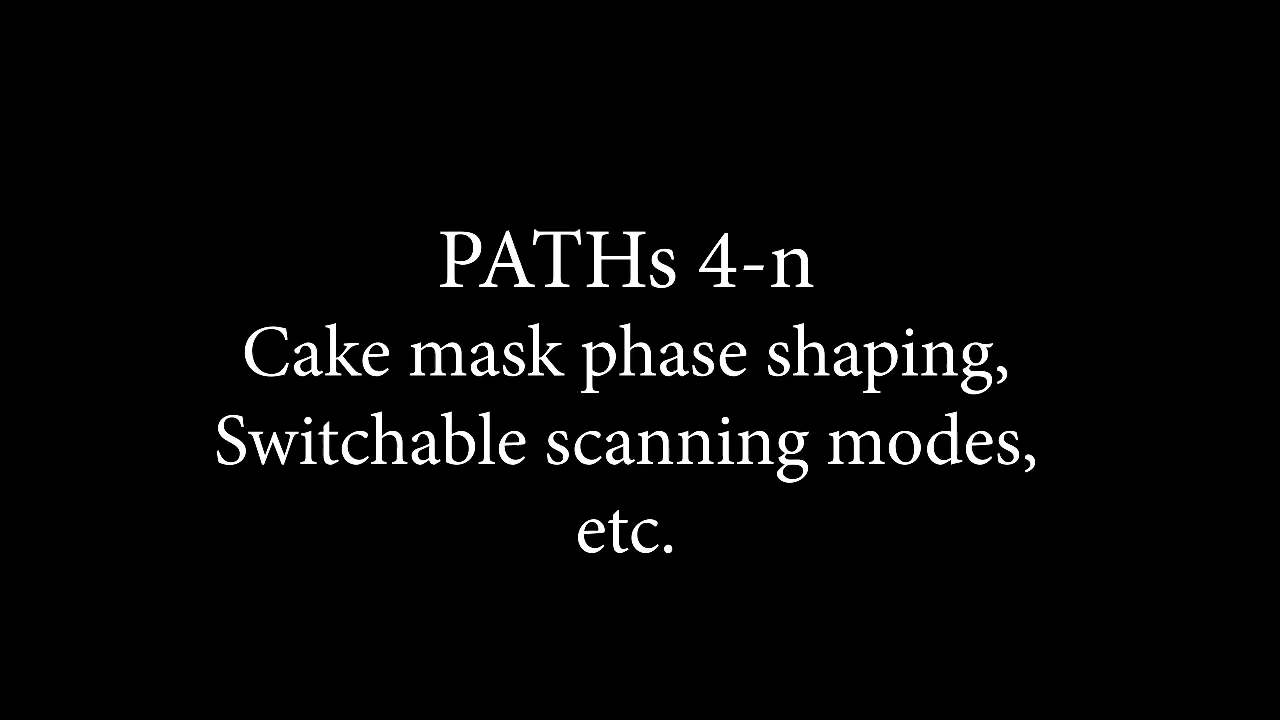 PATHs 4-n
Cake mask phase shaping,
Switchable scanning modes,
etc.